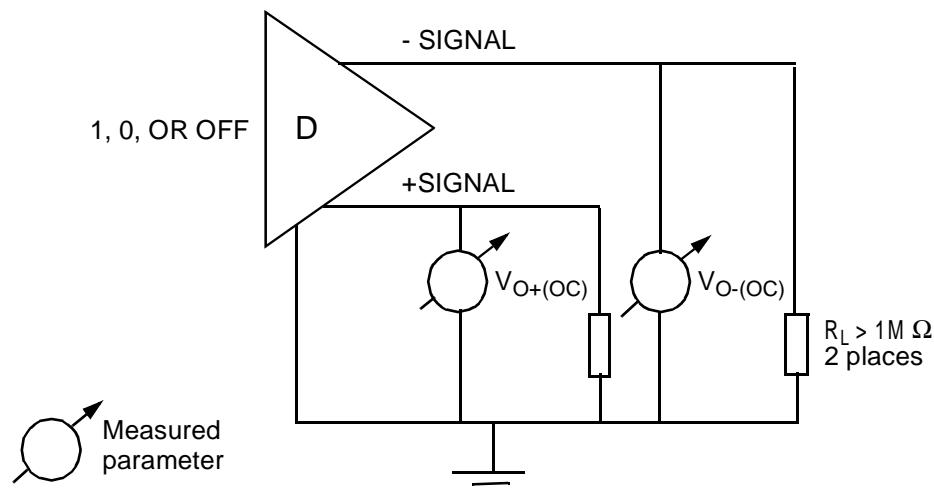 - SIGNAL
1, 0, OR OFF
D
+SIGNAL
VO+(OC)
VO-(OC)
RL > 1M Ω
2 places
Measured
parameter